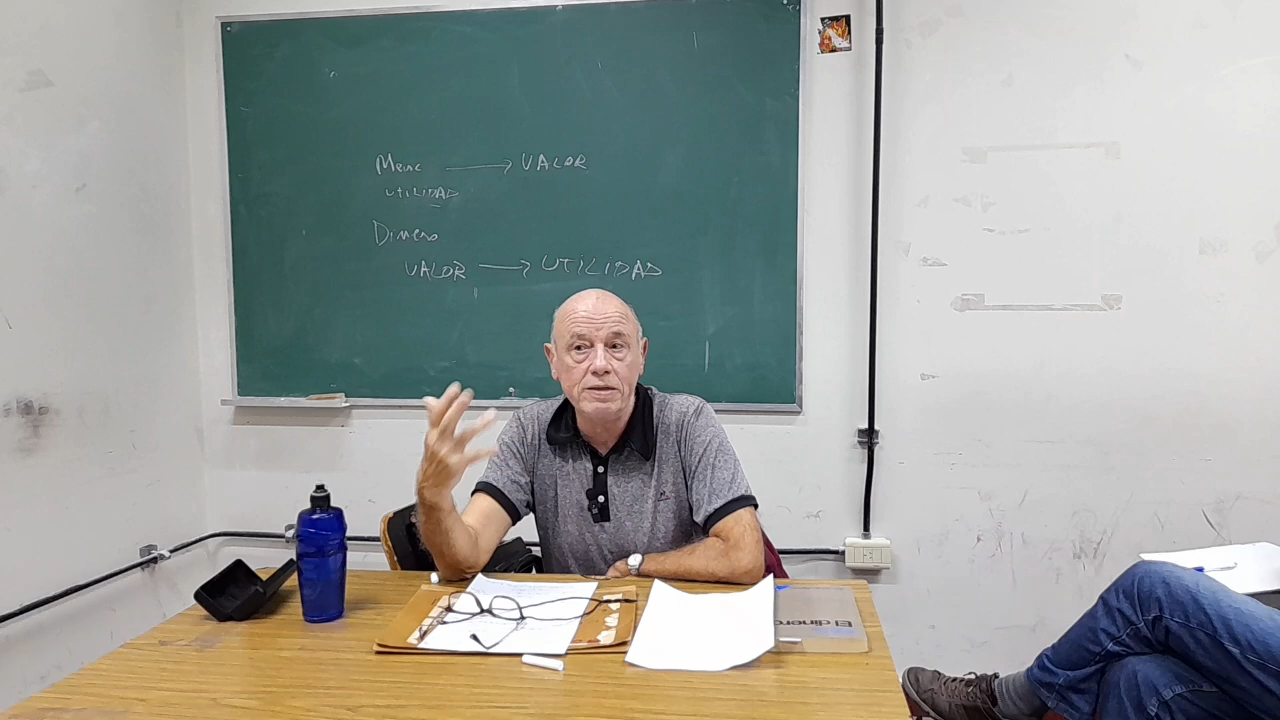 Merc → VALOR
UTILIDAD
Dinero
VALOR → UTILIDAD
El dinero